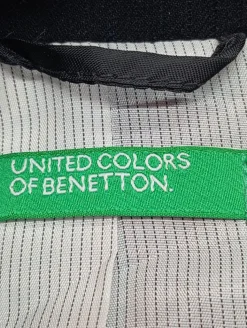 UNITED COLORS
OF BENETTON.